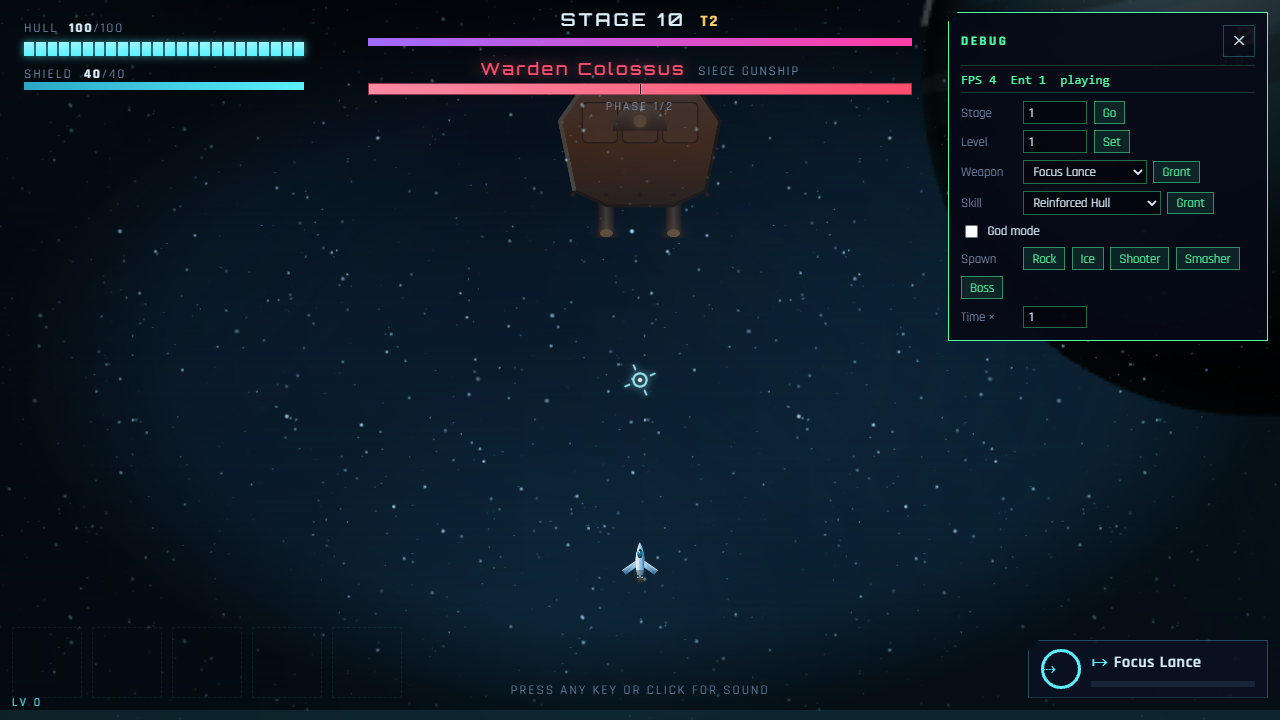 HULL 100/100
SHIELD 40/40
STAGE 10 T2
Warden Colossus SIEGE GUNSHIP
PHASE 1/2
DEBUG
FPS 4 Ent 1 playing
Stage 1 Go
Level 1 Set
Weapon Focus Lance Grant
Skill Reinforced Hull Grant
God mode
Spawn Rock Ice Shooter Smasher
Boss
Time × 1
PRESS ANY KEY OR CLICK FOR SOUND
LV 0
↦ Focus Lance